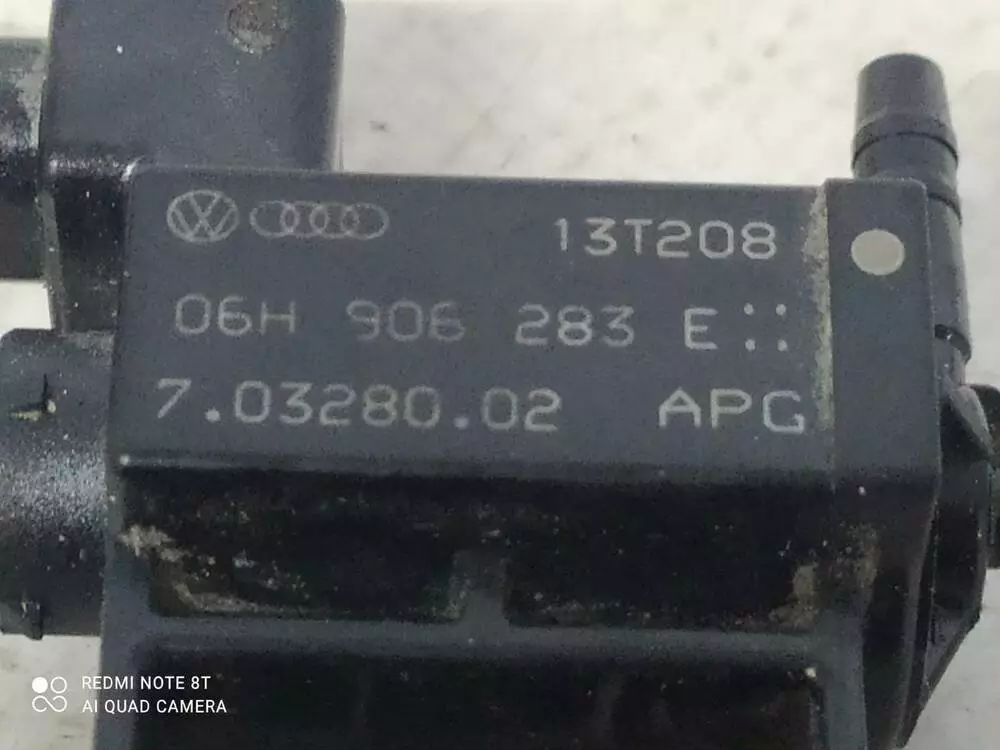 13T208
06H 906 283 E
7.03280.02 APG
REDMI NOTE 8T
AI QUAD CAMERA